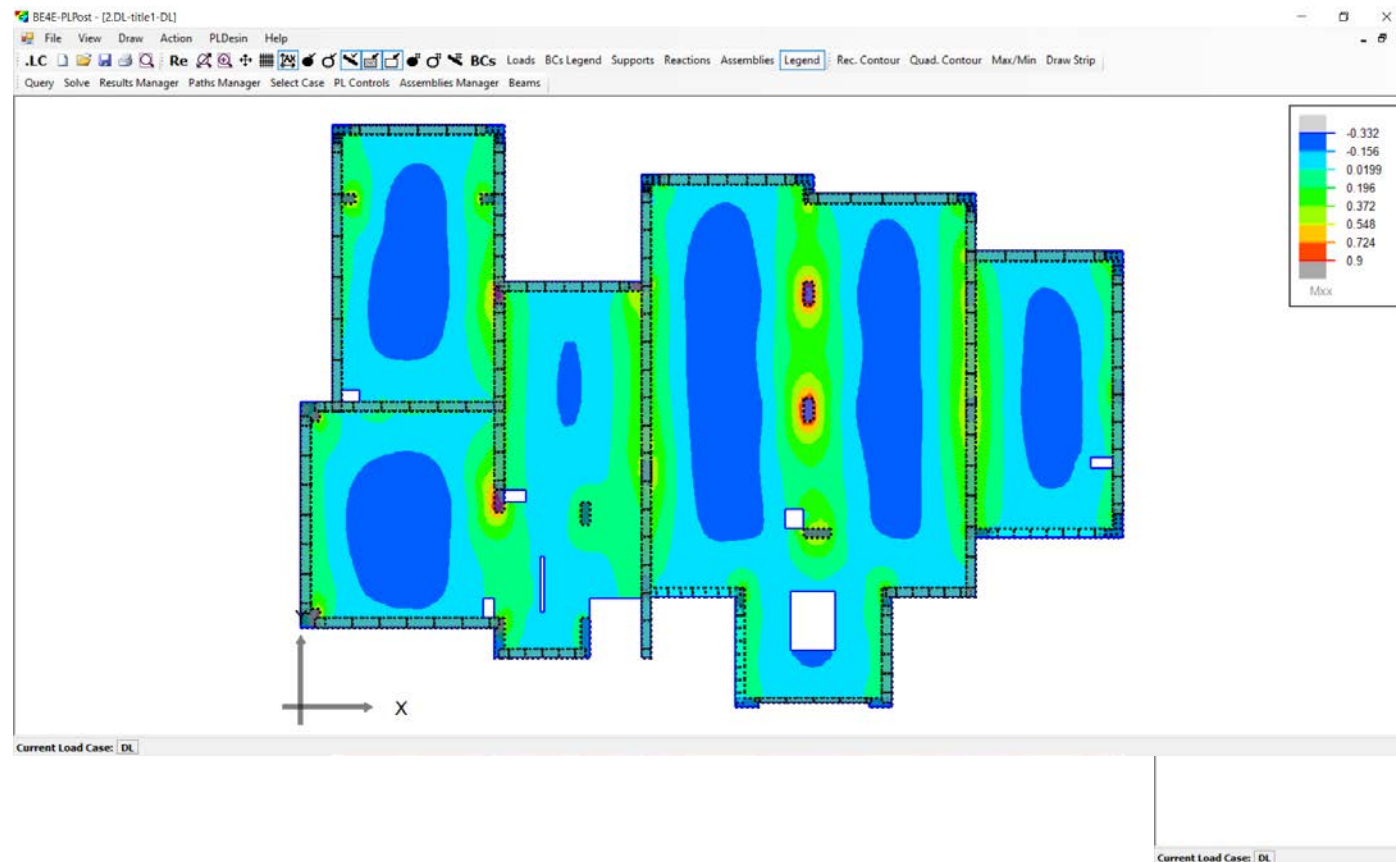 BE4E-PLPost - [2.DL-title1-DL]
File View Draw Action PLDesin Help
.LC Re BCs Loads BCs Legend Supports Reactions Assemblies Legend Rec. Contour Quad. Contour Max/Min Draw Strip
Query Solve Results Manager Paths Manager Select Case PL Controls Assemblies Manager Beams
-0.332
-0.156
0.0199
0.196
0.372
0.548
0.724
0.9
Mxx
Y
X
Current Load Case: DL
Current Load Case: DL